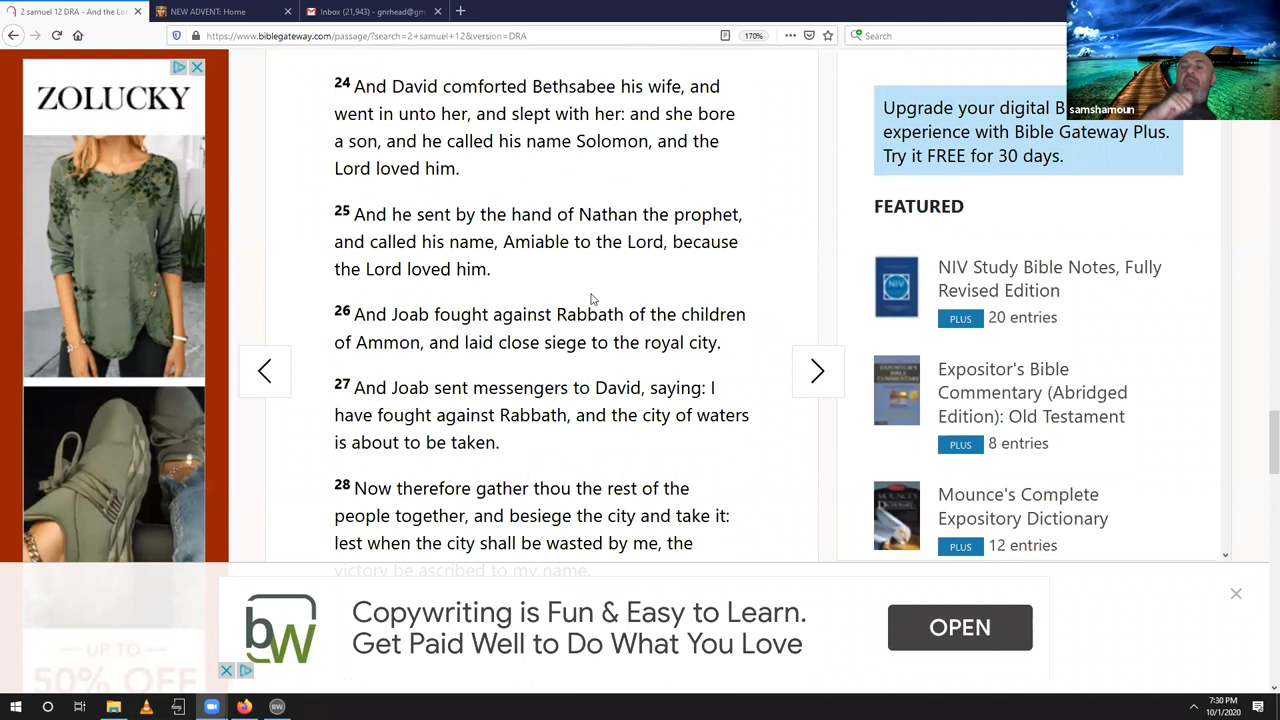 2 samuel 12 DRA - And the Lo
NEW ADVENT: Home
Inbox (21,943) - gnrhead@gm
https://www.biblegateway.com/passage/?search=2+samuel+12&version=DRA
170%
Search
samshamoun
ZOLUCKY
UP TO
50% OFF
24 And David comforted Bethsabee his wife, and
went in unto her, and slept with her: and she bore
a son, and he called his name Solomon, and the
Lord loved him.
25 And he sent by the hand of Nathan the prophet,
and called his name, Amiable to the Lord, because
the Lord loved him.
26 And Joab fought against Rabbath of the children
of Ammon, and laid close siege to the royal city.
27 And Joab sent messengers to David, saying: I
have fought against Rabbath, and the city of waters
is about to be taken.
28 Now therefore gather thou the rest of the
people together, and besiege the city and take it:
lest when the city shall be wasted by me, the
victory be ascribed to my name.
Upgrade your digital B
experience with Bible Gateway Plus.
Try it FREE for 30 days.
FEATURED
NIV
NIV Study Bible Notes, Fully
Revised Edition
PLUS 20 entries
Expositor's Bible
Commentary (Abridged
Edition): Old Testament
PLUS 8 entries
Mounce's Complete
Expository Dictionary
PLUS 12 entries
bW
Copywriting is Fun & Easy to Learn.
Get Paid Well to Do What You Love
OPEN
BW
7:30 PM
10/1/2020